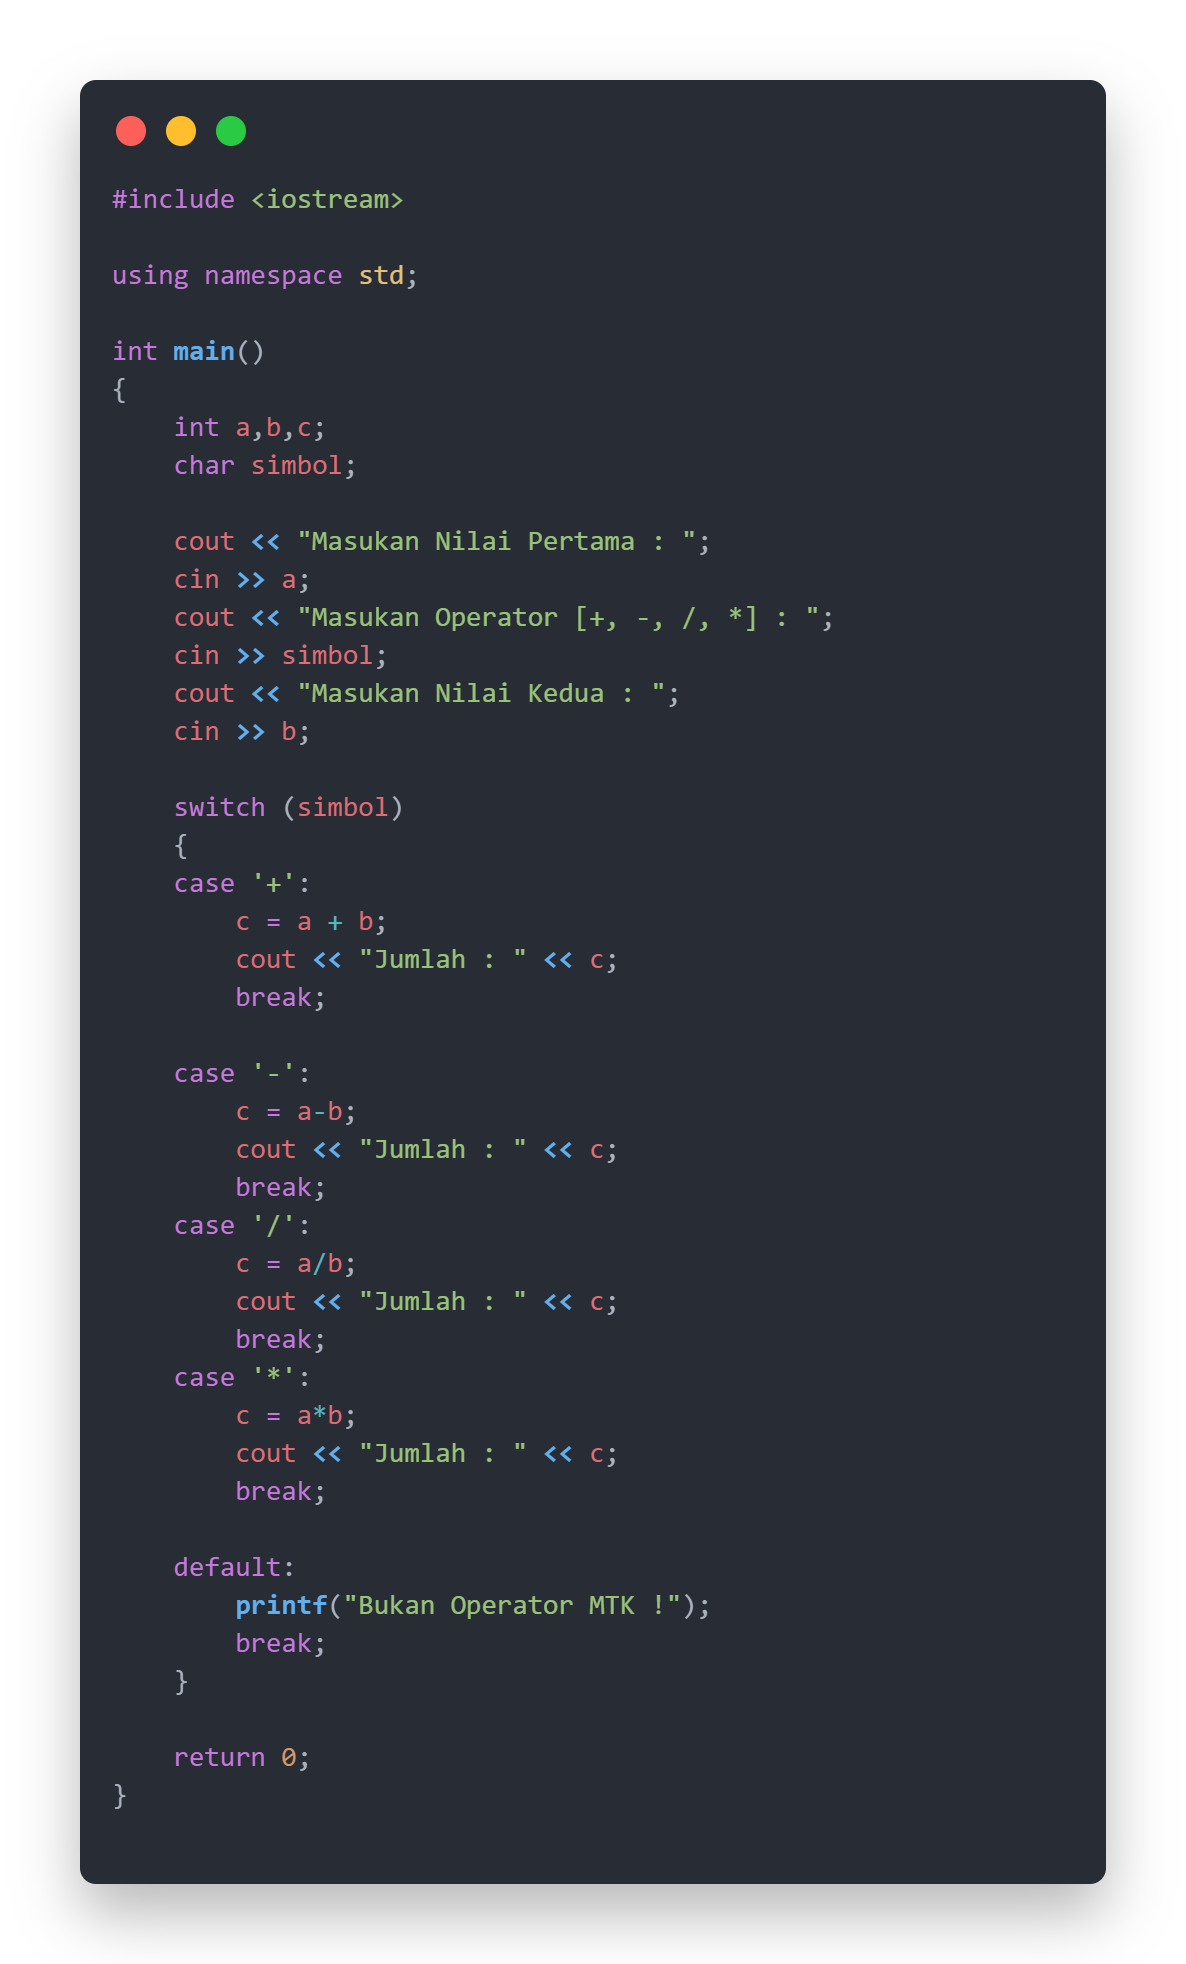 #include <iostream>

using namespace std;

int main()
{
    int a,b,c;
    char simbol;

    cout << "Masukan Nilai Pertama : ";
    cin >> a;
    cout << "Masukan Operator [+, -, /, *] : ";
    cin >> simbol;
    cout << "Masukan Nilai Kedua : ";
    cin >> b;

    switch (simbol)
    {
    case '+':
        c = a + b;
        cout << "Jumlah : " << c;
        break;

    case '-':
        c = a-b;
        cout << "Jumlah : " << c;
        break;
    case '/':
        c = a/b;
        cout << "Jumlah : " << c;
        break;
    case '*':
        c = a*b;
        cout << "Jumlah : " << c;
        break;

    default:
        printf("Bukan Operator MTK !");
        break;
    }

    return 0;
}